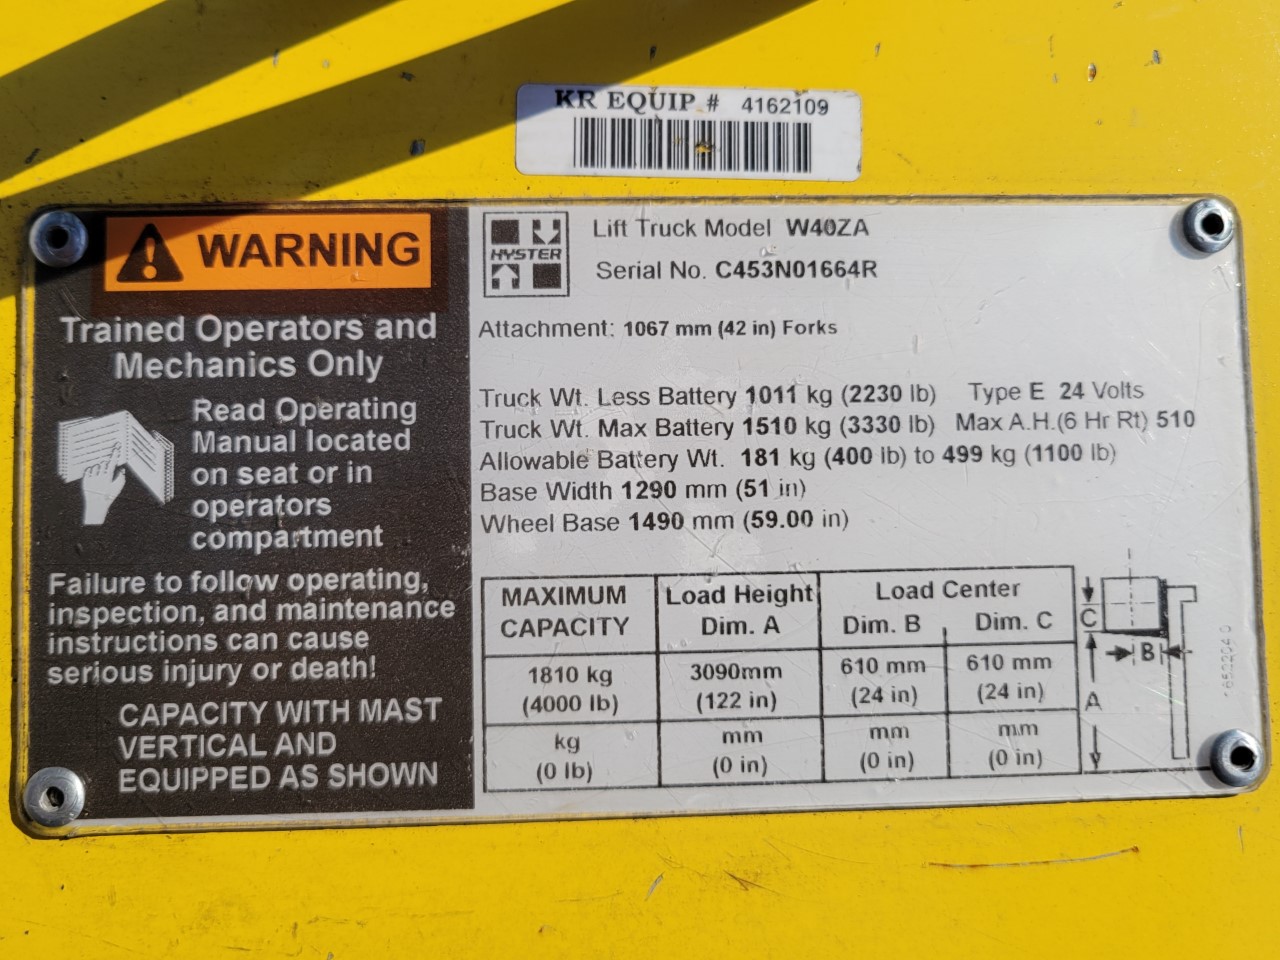 KR EQUIP # 4162109
WARNING
Trained Operators and
Mechanics Only
Read Operating
Manual located
on seat or in
operators
compartment
Failure to follow operating,
inspection, and maintenance
instructions can cause
serious injury or death!
CAPACITY WITH MAST
VERTICAL AND
EQUIPPED AS SHOWN
HYSTER
Lift Truck Model W40ZA
Serial No. C453N01664R
Attachment: 1067 mm (42 in) Forks
Truck Wt. Less Battery 1011 kg (2230 lb) Type E 24 Volts
Truck Wt. Max Battery 1510 kg (3330 lb) Max A.H.(6 Hr Rt) 510
Allowable Battery Wt. 181 kg (400 lb) to 499 kg (1100 lb)
Base Width 1290 mm (51 in)
Wheel Base 1490 mm (59.00 in)
MAXIMUM CAPACITY Load Height Dim. A Load Center
Dim. B Dim. C
1810 kg 3090mm 610 mm 610 mm
(4000 lb) (122 in) (24 in) (24 in)
kg mm mm mm
(0 lb) (0 in) (0 in) (0 in)
C
B
A